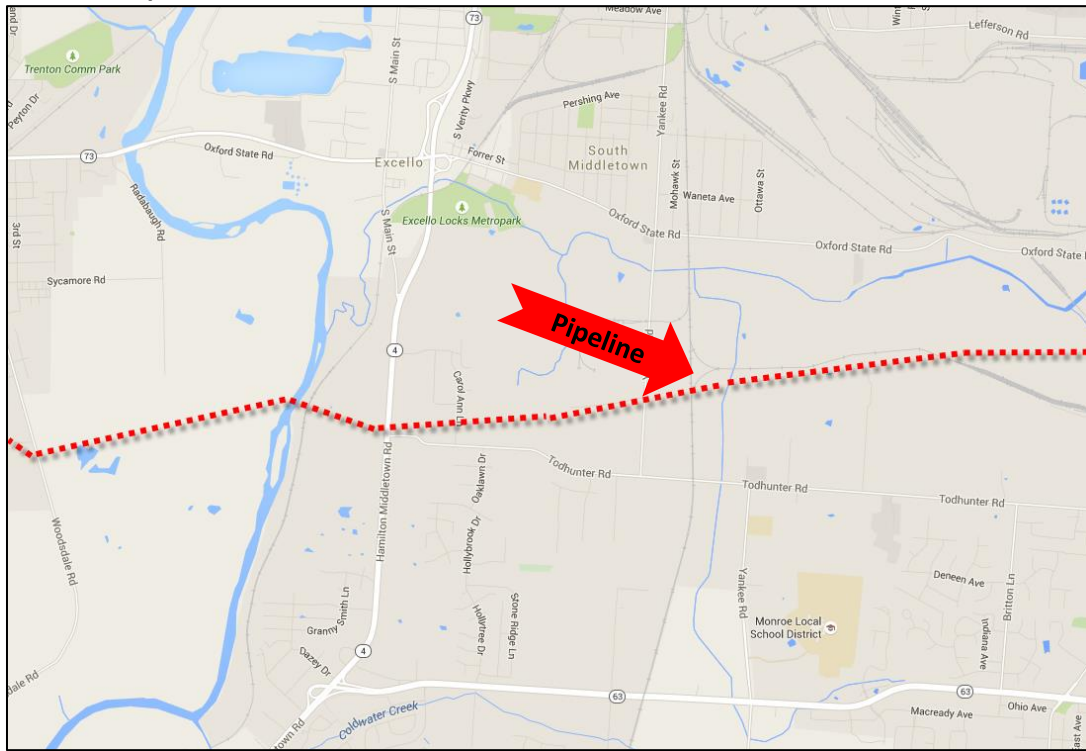 and Dr
Trenton Comm Park
Peyton Dr
73
Oxford State Rd
Radabaugh Rd
3rd St
Sycamore Rd
73
Meadow Ave
S Main St
S Verity Pkwy
Excello
Forrer St
Pershing Ave
South
Middletown
Yankee Rd
Mohawk St
Waneta Ave
Ottawa St
Lefferson Rd
Excello Locks Metropark
S Main St
Oxford State Rd
Oxford State Rd
Oxford State
4
Pipeline
Carol Ann Ln
Hamilton Middletown Rd
Todhunter Rd
Todhunter Rd
Todhunter Rd
Oaklawn Dr
Hollybrook Dr
Hollytree Dr
Stone Ridge Ln
Woodsdale Rd
dale Rd
Granny Smith Ln
Dazey Dr
4
63
town Rd
Coldwater Creek
Yankee Rd
Monroe Local
School District
Deneen Ave
Britton Ln
Indiana Ave
63
Macready Ave
Ohio Ave